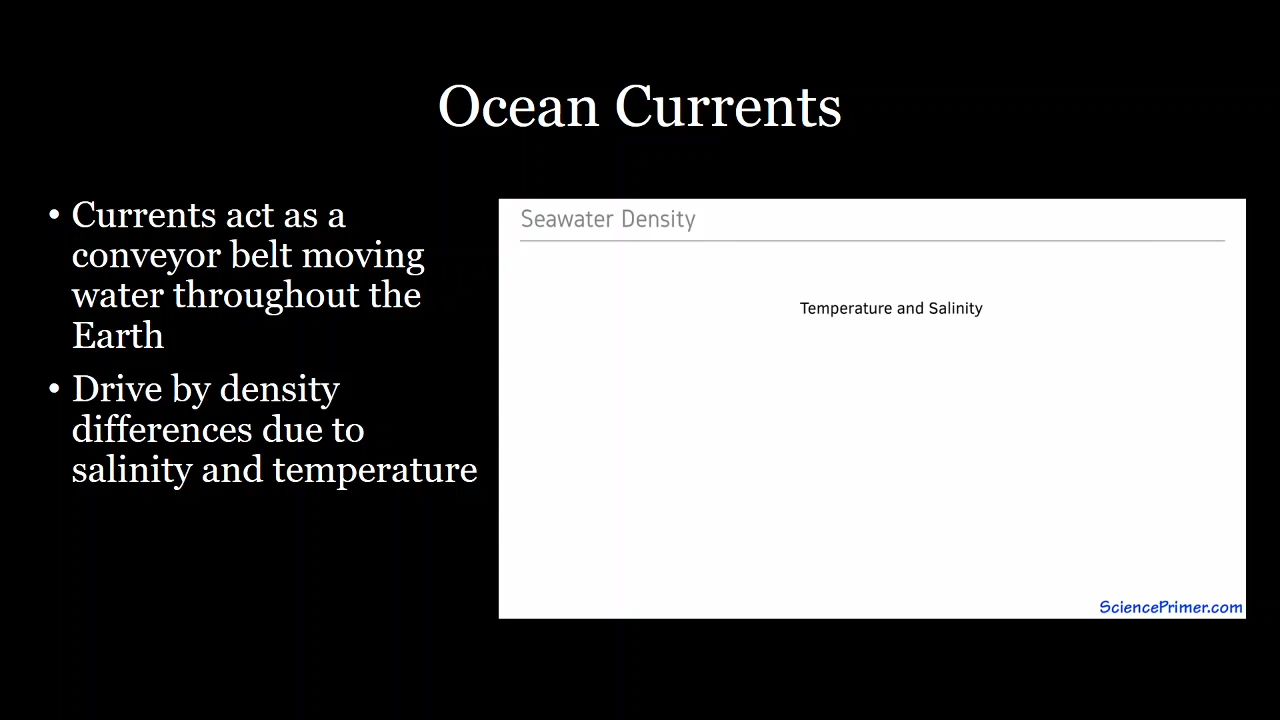 Ocean Currents
• Currents act as a
conveyor belt moving
water throughout the
Earth
• Drive by density
differences due to
salinity and temperature
Seawater Density
Temperature and Salinity
SciencePrimer.com